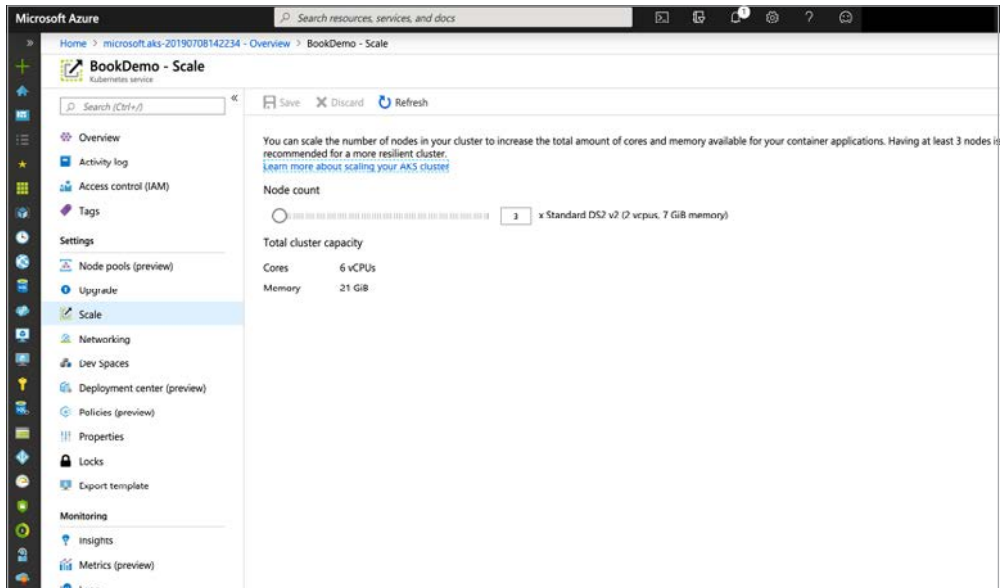 Microsoft Azure
Search resources, services, and docs
1
Home > microsoft.aks-20190708142234 - Overview > BookDemo - Scale
BookDemo - Scale
Kubernetes service
Search (Ctrl+/)
Save Discard Refresh
Overview
Activity log
Access control (IAM)
Tags
Settings
Node pools (preview)
Upgrade
Scale
Networking
Dev Spaces
Deployment center (preview)
Policies (preview)
Properties
Locks
Export template
Monitoring
Insights
Metrics (preview)
You can scale the number of nodes in your cluster to increase the total amount of cores and memory available for your container applications. Having at least 3 nodes is
recommended for a more resilient cluster.
Learn more about scaling your AKS cluster
Node count
3 x Standard DS2 v2 (2 vcpus, 7 GiB memory)
Total cluster capacity
Cores 6 vCPUs
Memory 21 GiB